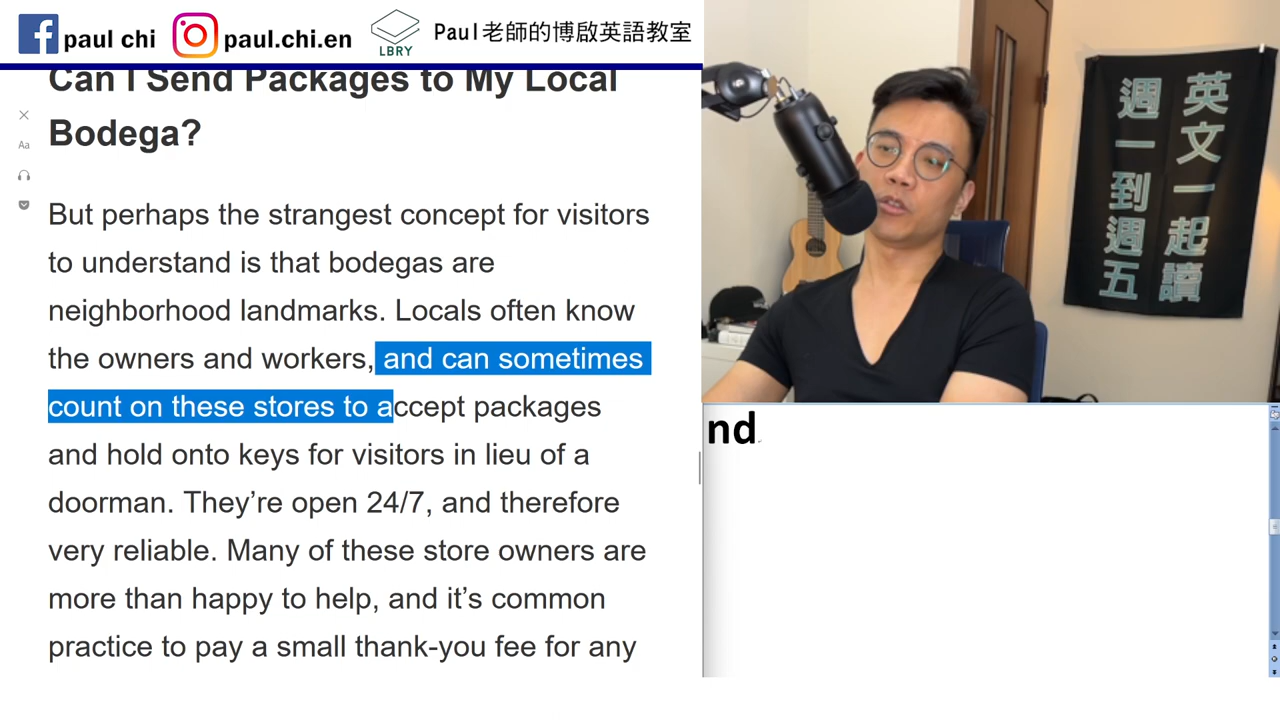 paul chi
paul.chi.en
LBRY
Paul老師的博啟英語教室
Can I Send Packages to My Local
Bodega?
Aa
But perhaps the strangest concept for visitors
to understand is that bodegas are
neighborhood landmarks. Locals often know
the owners and workers, and can sometimes
count on these stores to accept packages
and hold onto keys for visitors in lieu of a
doorman. They're open 24/7, and therefore
very reliable. Many of these store owners are
more than happy to help, and it's common
practice to pay a small thank-you fee for any
英文一起讀
週一到週五
nd